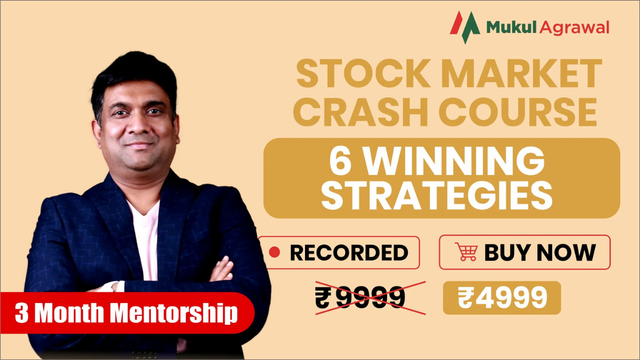 Mukul Agrawal
STOCK MARKET
CRASH COURSE
6 WINNING
STRATEGIES
RECORDED
BUY NOW
₹9999
₹4999
3 Month Mentorship